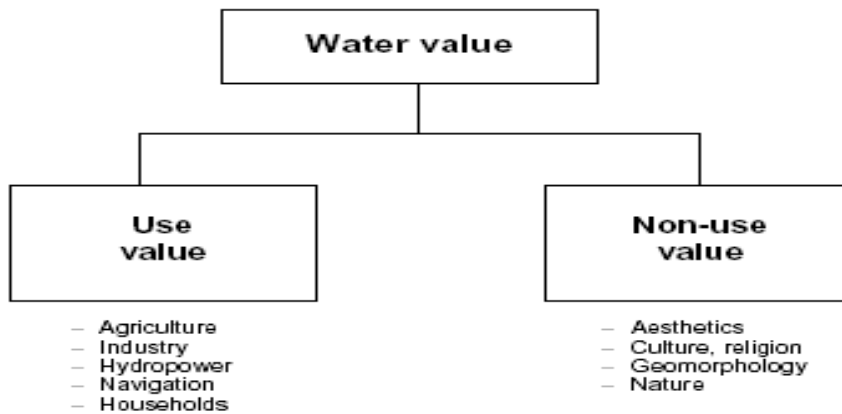 Water value
Use
value
Non-use
value
– Agriculture
– Industry
– Hydropower
– Navigation
– Households
– Aesthetics
– Culture, religion
– Geomorphology
– Nature